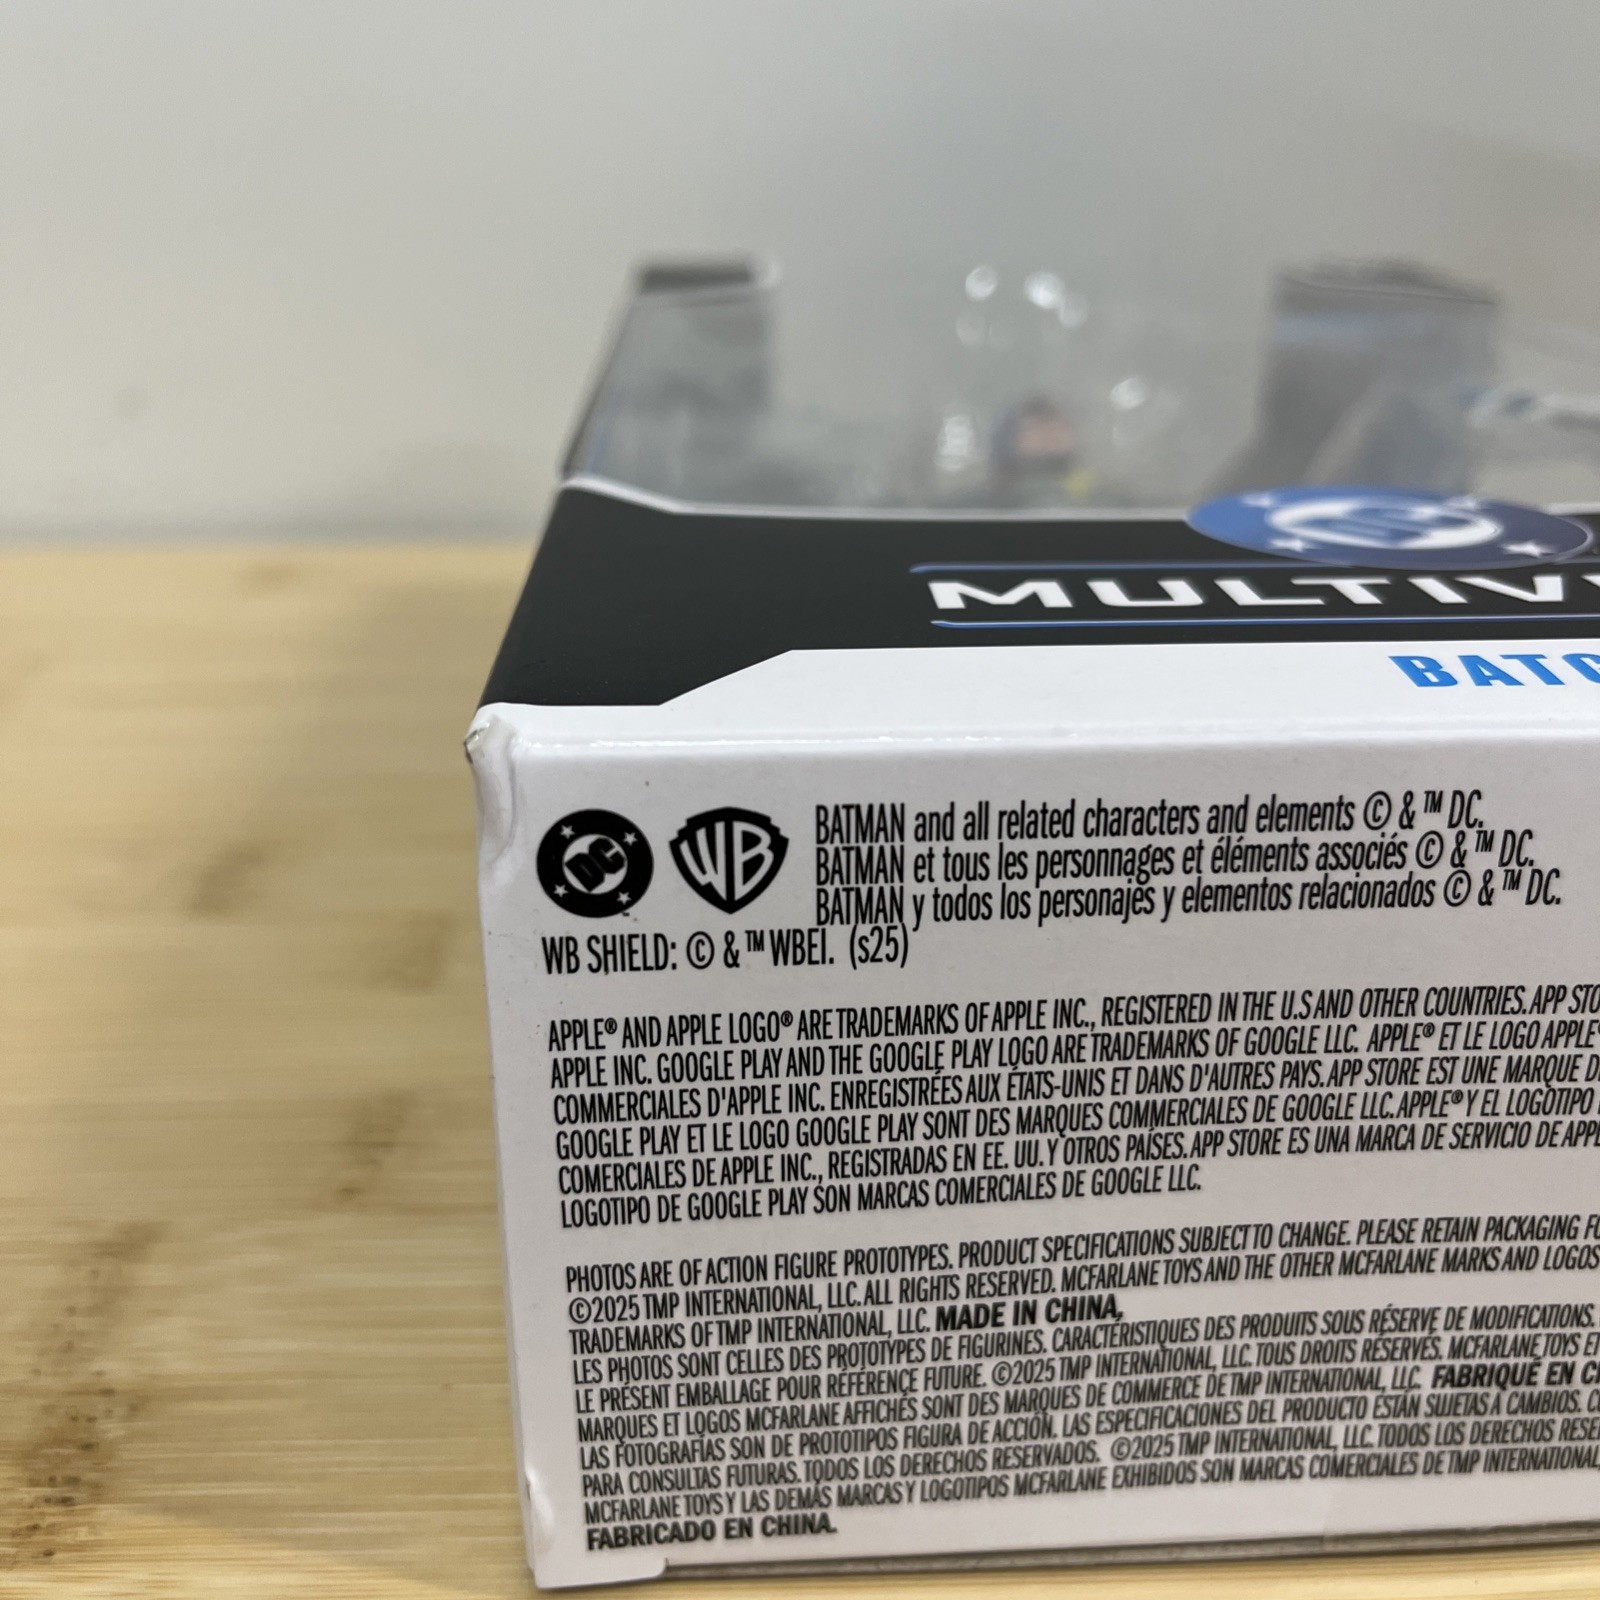 DC
MULTIV
BATG
DC
WB
BATMAN and all related characters and elements © & ™ DC.
BATMAN et tous les personnages et éléments associés © & ™ DC.
BATMAN y todos los personajes y elementos relacionados © & ™ DC.
WB SHIELD: © & ™ WBEI. (s25)
APPLE® AND APPLE LOGO® ARE TRADEMARKS OF APPLE INC., REGISTERED IN THE U.S AND OTHER COUNTRIES. APP STO
APPLE INC. GOOGLE PLAY AND THE GOOGLE PLAY LOGO ARE TRADEMARKS OF GOOGLE LLC. APPLE® ET LE LOGO APPLE®
COMMERCIALES D'APPLE INC. ENREGISTRÉES AUX ÉTATS-UNIS ET DANS D'AUTRES PAYS. APP STORE EST UNE MARQUE D
GOOGLE PLAY ET LE LOGO GOOGLE PLAY SONT DES MARQUES COMMERCIALES DE GOOGLE LLC. APPLE® Y EL LOGOTIPO
COMERCIALES DE APPLE INC., REGISTRADAS EN EE. UU. Y OTROS PAÍSES. APP STORE ES UNA MARCA DE SERVICIO DE APPL
LOGOTIPO DE GOOGLE PLAY SON MARCAS COMERCIALES DE GOOGLE LLC.
PHOTOS ARE OF ACTION FIGURE PROTOTYPES. PRODUCT SPECIFICATIONS SUBJECT TO CHANGE. PLEASE RETAIN PACKAGING FO
©2025 TMP INTERNATIONAL, LLC. ALL RIGHTS RESERVED. MCFARLANE TOYS AND THE OTHER MCFARLANE MARKS AND LOGOS
TRADEMARKS OF TMP INTERNATIONAL, LLC. MADE IN CHINA.
LES PHOTOS SONT CELLES DES PROTOTYPES DE FIGURINES. CARACTÉRISTIQUES DES PRODUITS SOUS RÉSERVE DE MODIFICATIONS.
LE PRÉSENT EMBALLAGE POUR RÉFÉRENCE FUTURE. ©2025 TMP INTERNATIONAL, LLC. TOUS DROITS RÉSERVÉS. MCFARLANE TOYS ET
MARQUES ET LOGOS MCFARLANE AFFICHÉS SONT DES MARQUES DE COMMERCE DE TMP INTERNATIONAL, LLC. FABRIQUÉ EN C
LAS FOTOGRAFÍAS SON DE PROTOTIPOS FIGURA DE ACCIÓN. LAS ESPECIFICACIONES DEL PRODUCTO ESTÁN SUJETAS A CAMBIOS. C
PARA CONSULTAS FUTURAS. TODOS LOS DERECHOS RESERVADOS. ©2025 TMP INTERNATIONAL, LLC. TODOS LOS DERECHOS RESE
MCFARLANE TOYS Y LAS DEMÁS MARCAS Y LOGOTIPOS MCFARLANE EXHIBIDOS SON MARCAS COMERCIALES DE TMP INTERNATIONAL,
FABRICADO EN CHINA.